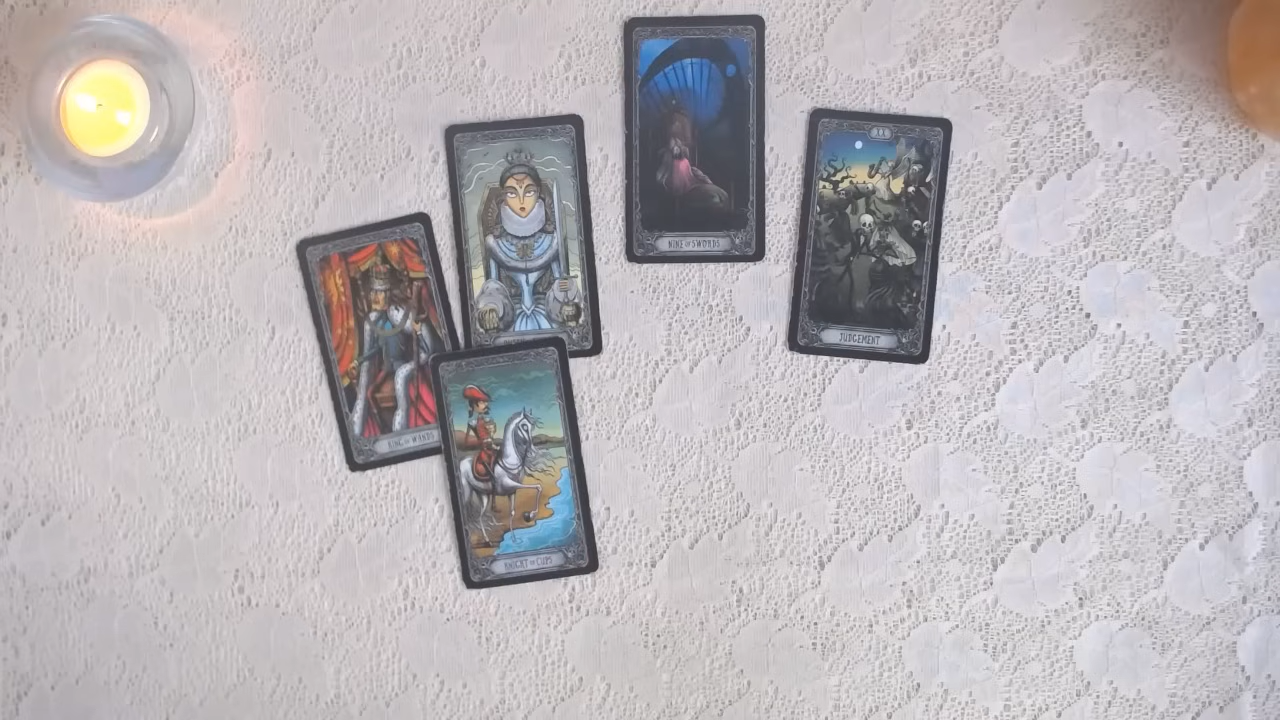 NINE OF SWORDS
XX
JUDGEMENT
KING OF WANDS
KNIGHT OF CUPS